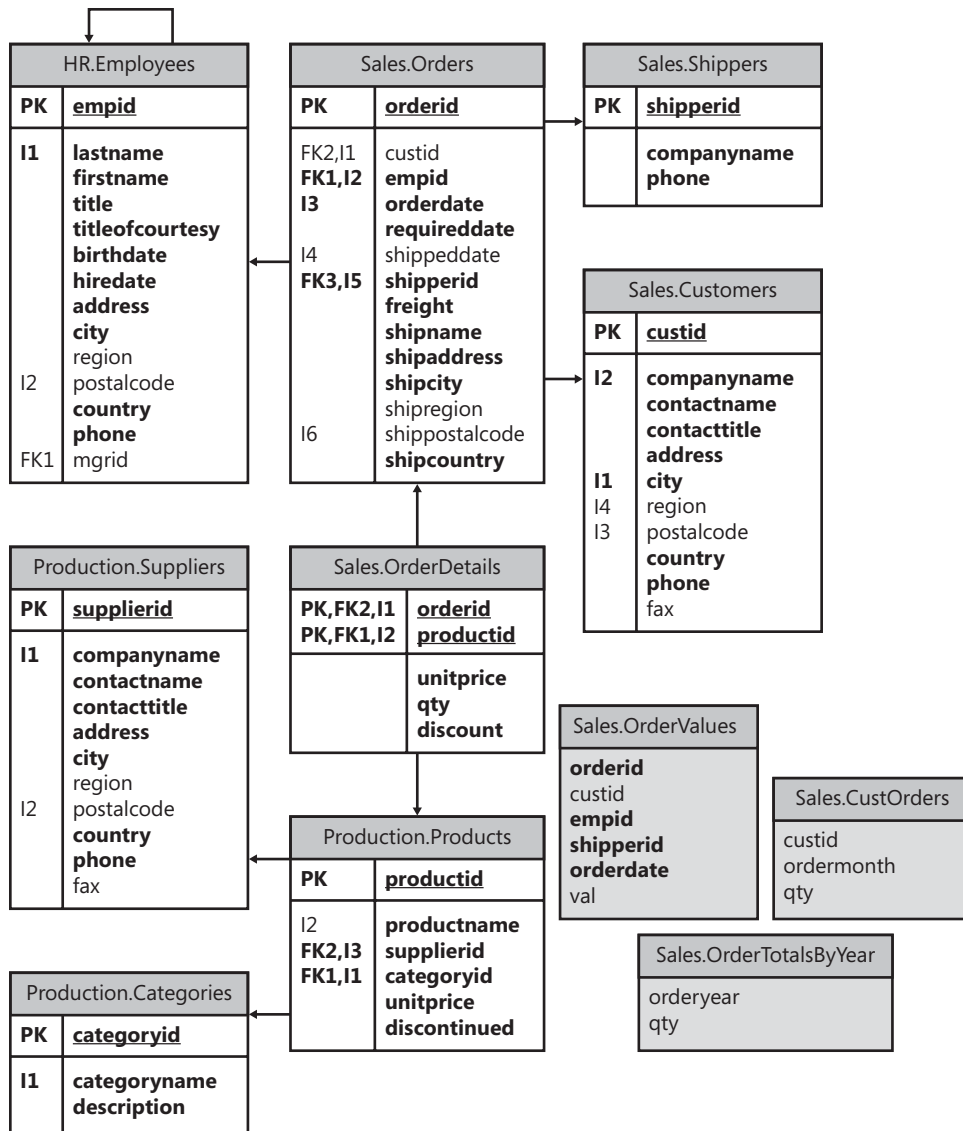 HR.Employees
PK empid
I1 lastname
firstname
title
titleofcourtesy
birthdate
hiredate
address
city
region
I2 postalcode
country
phone
FK1 mgrid
Sales.Orders
PK orderid
FK2,I1 custid
FK1,I2 empid
I3 orderdate
requireddate
I4 shippeddate
FK3,I5 shipperid
freight
shipname
shipaddress
shipcity
shipregion
I6 shippostalcode
shipcountry
Sales.Shippers
PK shipperid
companyname
phone
Sales.Customers
PK custid
I2 companyname
contactname
contacttitle
address
I1 city
I4 region
I3 postalcode
country
phone
fax
Production.Suppliers
PK supplierid
I1 companyname
contactname
contacttitle
address
city
region
I2 postalcode
country
phone
fax
Sales.OrderDetails
PK,FK2,I1 orderid
PK,FK1,I2 productid
unitprice
qty
discount
Sales.OrderValues
orderid
custid
empid
shipperid
orderdate
val
Sales.CustOrders
custid
ordermonth
qty
Production.Products
PK productid
I2 productname
FK2,I3 supplierid
FK1,I1 categoryid
unitprice
discontinued
Sales.OrderTotalsByYear
orderyear
qty
Production.Categories
PK categoryid
I1 categoryname
description